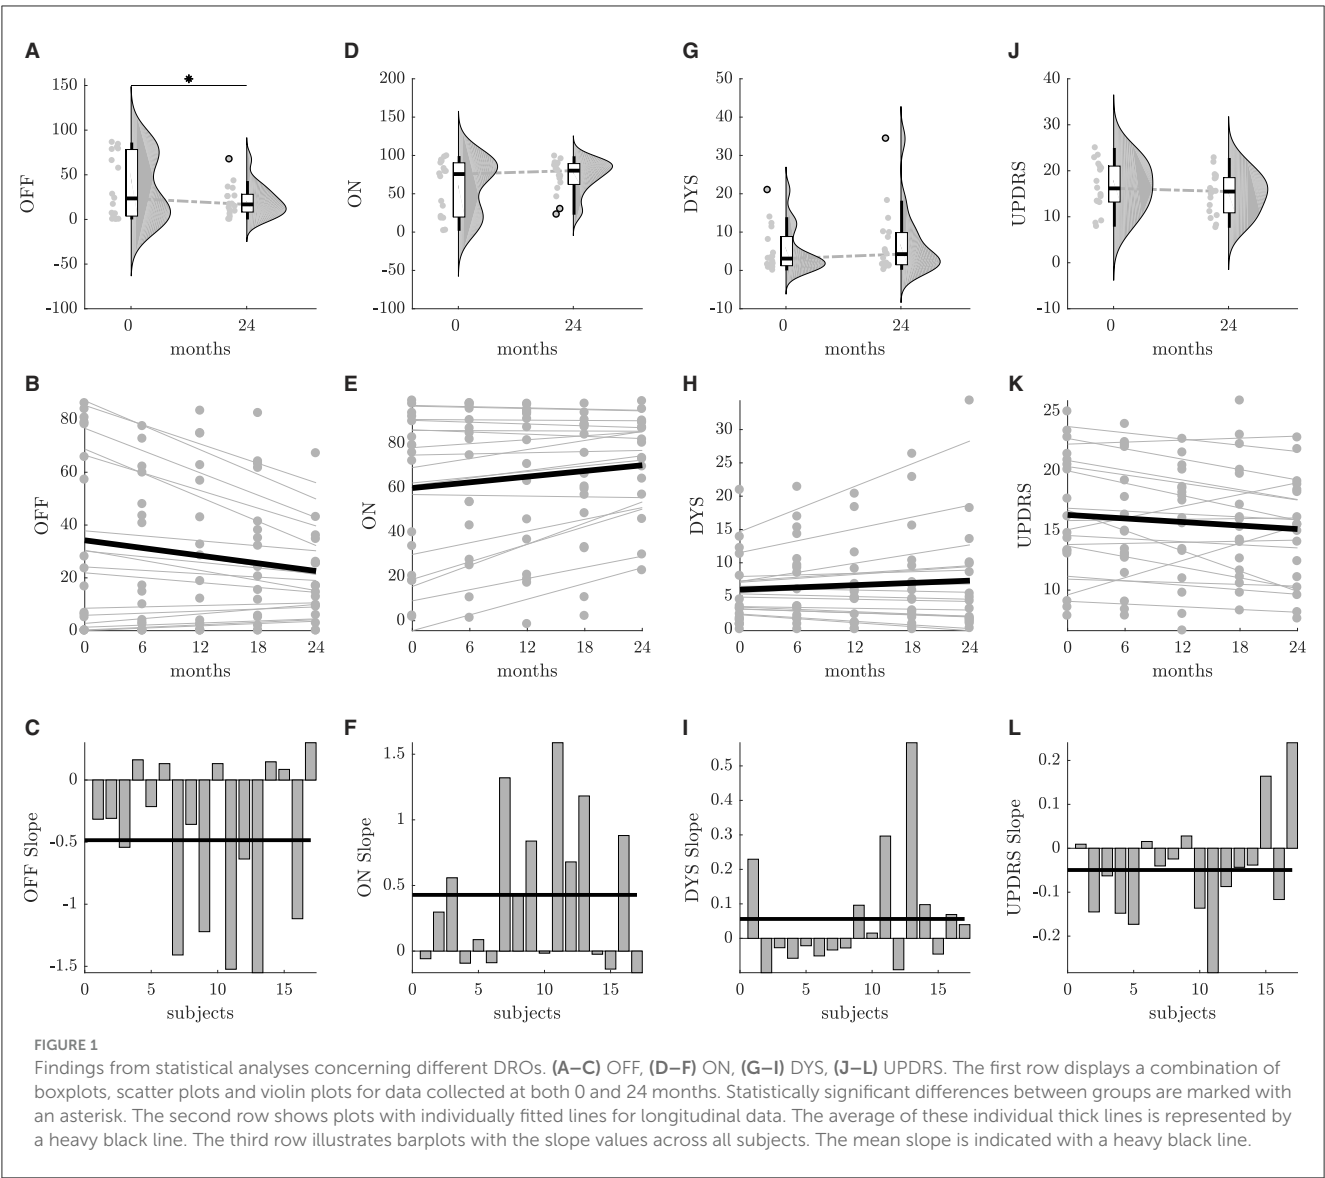 A
150
100
50
0
-50
-100
OFF
*
0
24
months
D
200
150
100
50
0
-50
-100
ON
0
24
months
G
50
40
30
20
10
0
-10
DYS
0
24
months
J
40
30
20
10
0
-10
UPDRS
0
24
months
B
80
60
40
20
0
OFF
0
6
12
18
24
months
E
80
60
40
20
0
ON
0
6
12
18
24
months
H
30
25
20
15
10
5
0
DYS
0
6
12
18
24
months
K
25
20
15
10
UPDRS
0
6
12
18
24
months
C
0
-0.5
-1
-1.5
OFF Slope
0
5
10
15
subjects
F
1.5
1
0.5
0
ON Slope
0
5
10
15
subjects
I
0.5
0.4
0.3
0.2
0.1
0
DYS Slope
0
5
10
15
subjects
L
0.2
0.1
0
-0.1
-0.2
UPDRS Slope
0
5
10
15
subjects
FIGURE 1
Findings from statistical analyses concerning different DROs. (A–C) OFF, (D–F) ON, (G–I) DYS, (J–L) UPDRS. The first row displays a combination of
boxplots, scatter plots and violin plots for data collected at both 0 and 24 months. Statistically significant differences between groups are marked with
an asterisk. The second row shows plots with individually fitted lines for longitudinal data. The average of these individual thick lines is represented by
a heavy black line. The third row illustrates barplots with the slope values across all subjects. The mean slope is indicated with a heavy black line.